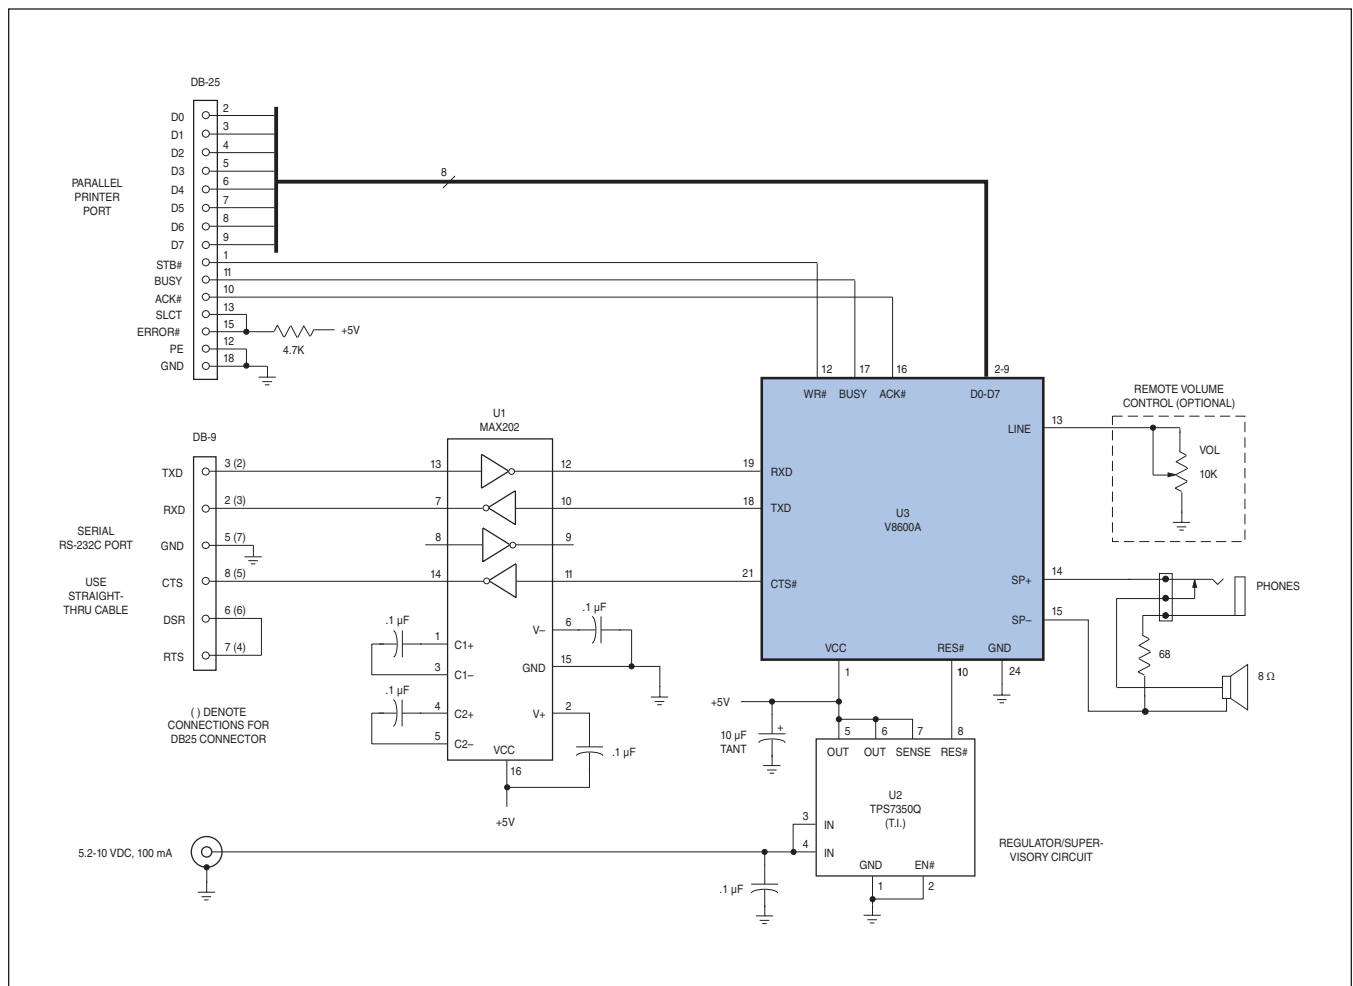 DB-25
D0 2
D1 3
D2 4
D3 5
D4 6
D5 7
D6 8
D7 9
STB# 1
BUSY 11
ACK# 10
SLCT 13
ERROR# 15
PE 12
GND 18
PARALLEL
PRINTER
PORT
8
+5V
4.7K
12 17 16 2-9
WR# BUSY ACK# D0-D7
LINE 13
RXD 19
TXD 18
CTS# 21
U3
V8600A
SP+ 14
SP– 15
VCC RES# GND
1 10 24
REMOTE VOLUME
CONTROL (OPTIONAL)
VOL
10K
PHONES
68
8 Ω
DB-9
TXD 3 (2)
RXD 2 (3)
GND 5 (7)
CTS 8 (5)
DSR 6 (6)
RTS 7 (4)
SERIAL
RS-232C PORT
USE
STRAIGHT-
THRU CABLE
( ) DENOTE
CONNECTIONS FOR
DB25 CONNECTOR
U1
MAX202
13 12
7 10
8 9
14 11
.1 µF
1 C1+
3 C1–
.1 µF
4 C2+
5 C2–
V– 6
.1 µF
GND 15
V+ 2
.1 µF
VCC
16
+5V
+5V
10 µF
TANT
+
5 6 7 8
OUT OUT SENSE RES#
U2
TPS7350Q
(T.I.)
3 IN
4 IN
GND EN#
1 2
REGULATOR/SUPER-
VISORY CIRCUIT
5.2-10 VDC, 100 mA
.1 µF